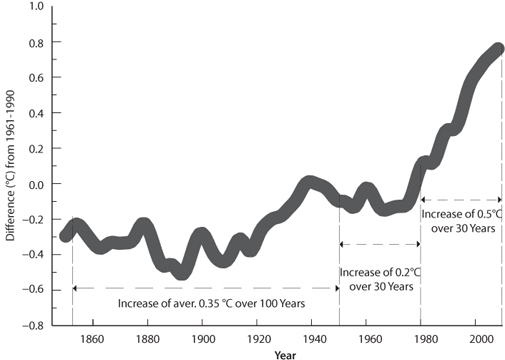 1.0
0.8
0.6
0.4
0.2
0.0
−0.2
−0.4
−0.6
−0.8
Difference (°C) from 1961-1990
Increase of 0.5°C
over 30 Years
Increase of 0.2°C
over 30 Years
Increase of aver. 0.35 °C over 100 Years
1860 1880 1900 1920 1940 1960 1980 2000
Year